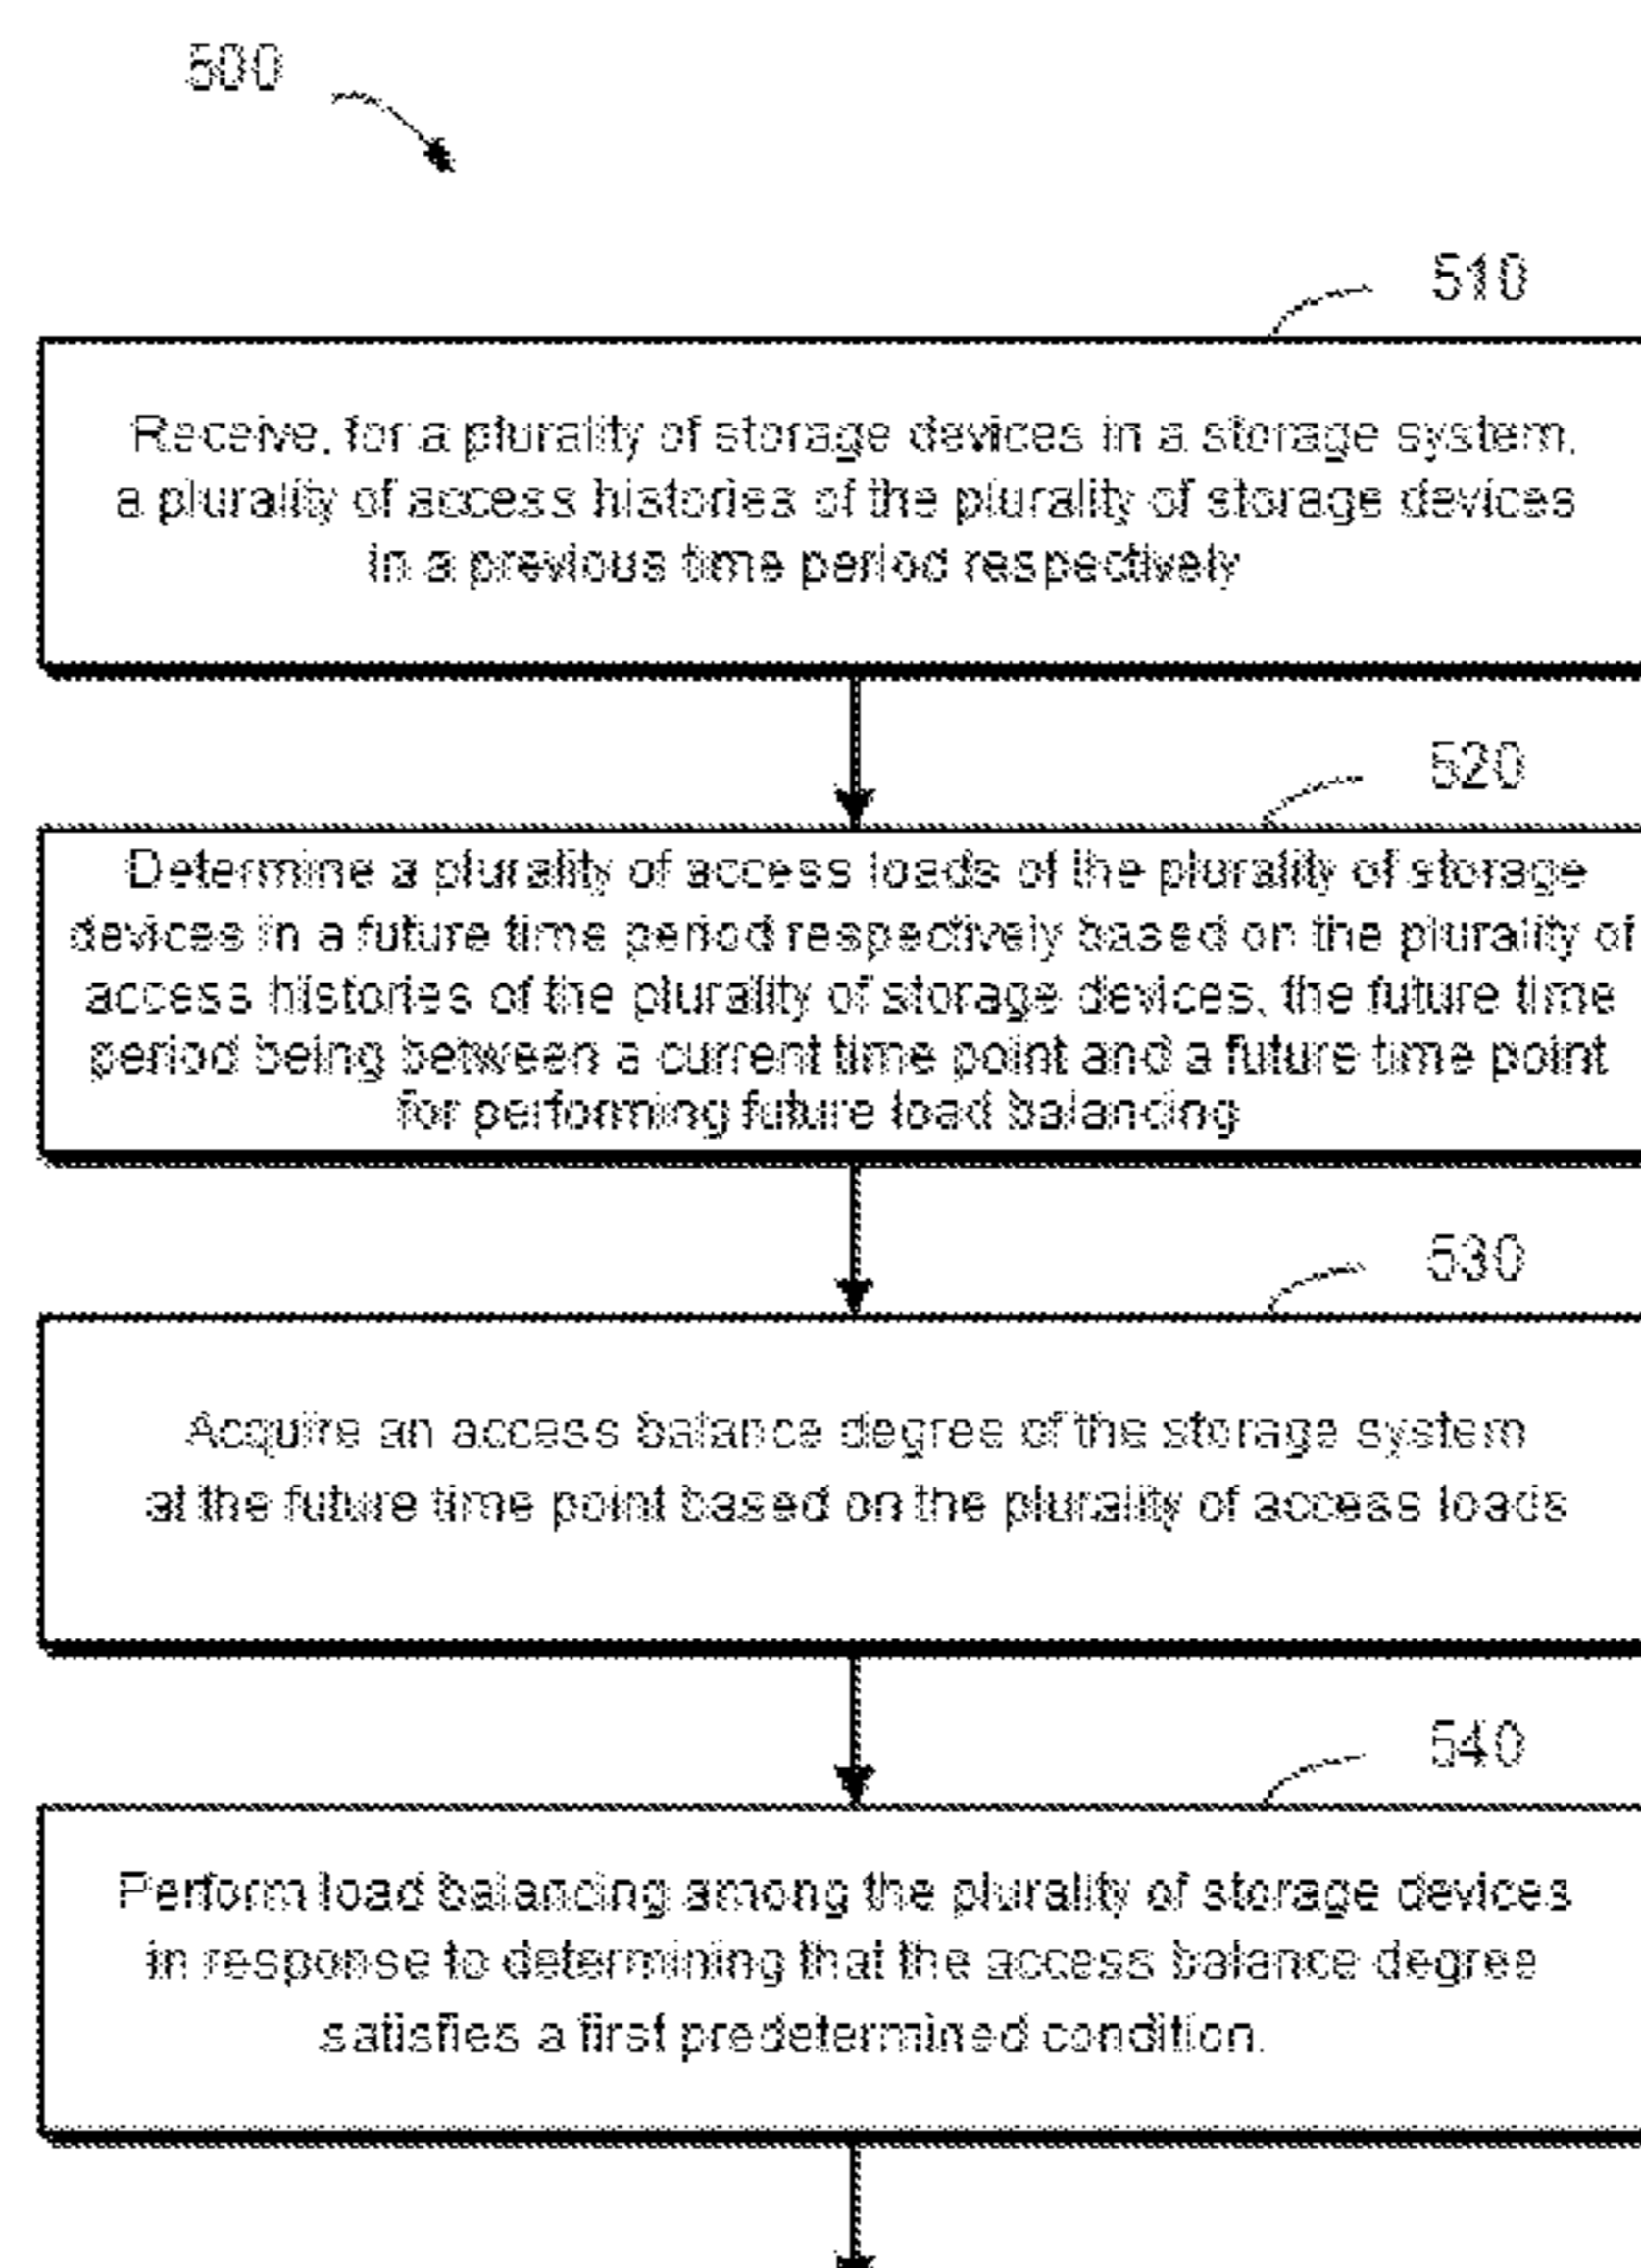 500
510
Receive, for a plurality of storage devices in a storage system,
a plurality of access histories of the plurality of storage devices
in a previous time period respectively
520
Determine a plurality of access loads of the plurality of storage
devices in a future time period respectively based on the plurality of
access histories of the plurality of storage devices, the future time
period being between a current time point and a future time point
for performing future load balancing
530
Acquire an access balance degree of the storage system
at the future time point based on the plurality of access loads
540
Perform load balancing among the plurality of storage devices
in response to determining that the access balance degree
satisfies a first predetermined condition.